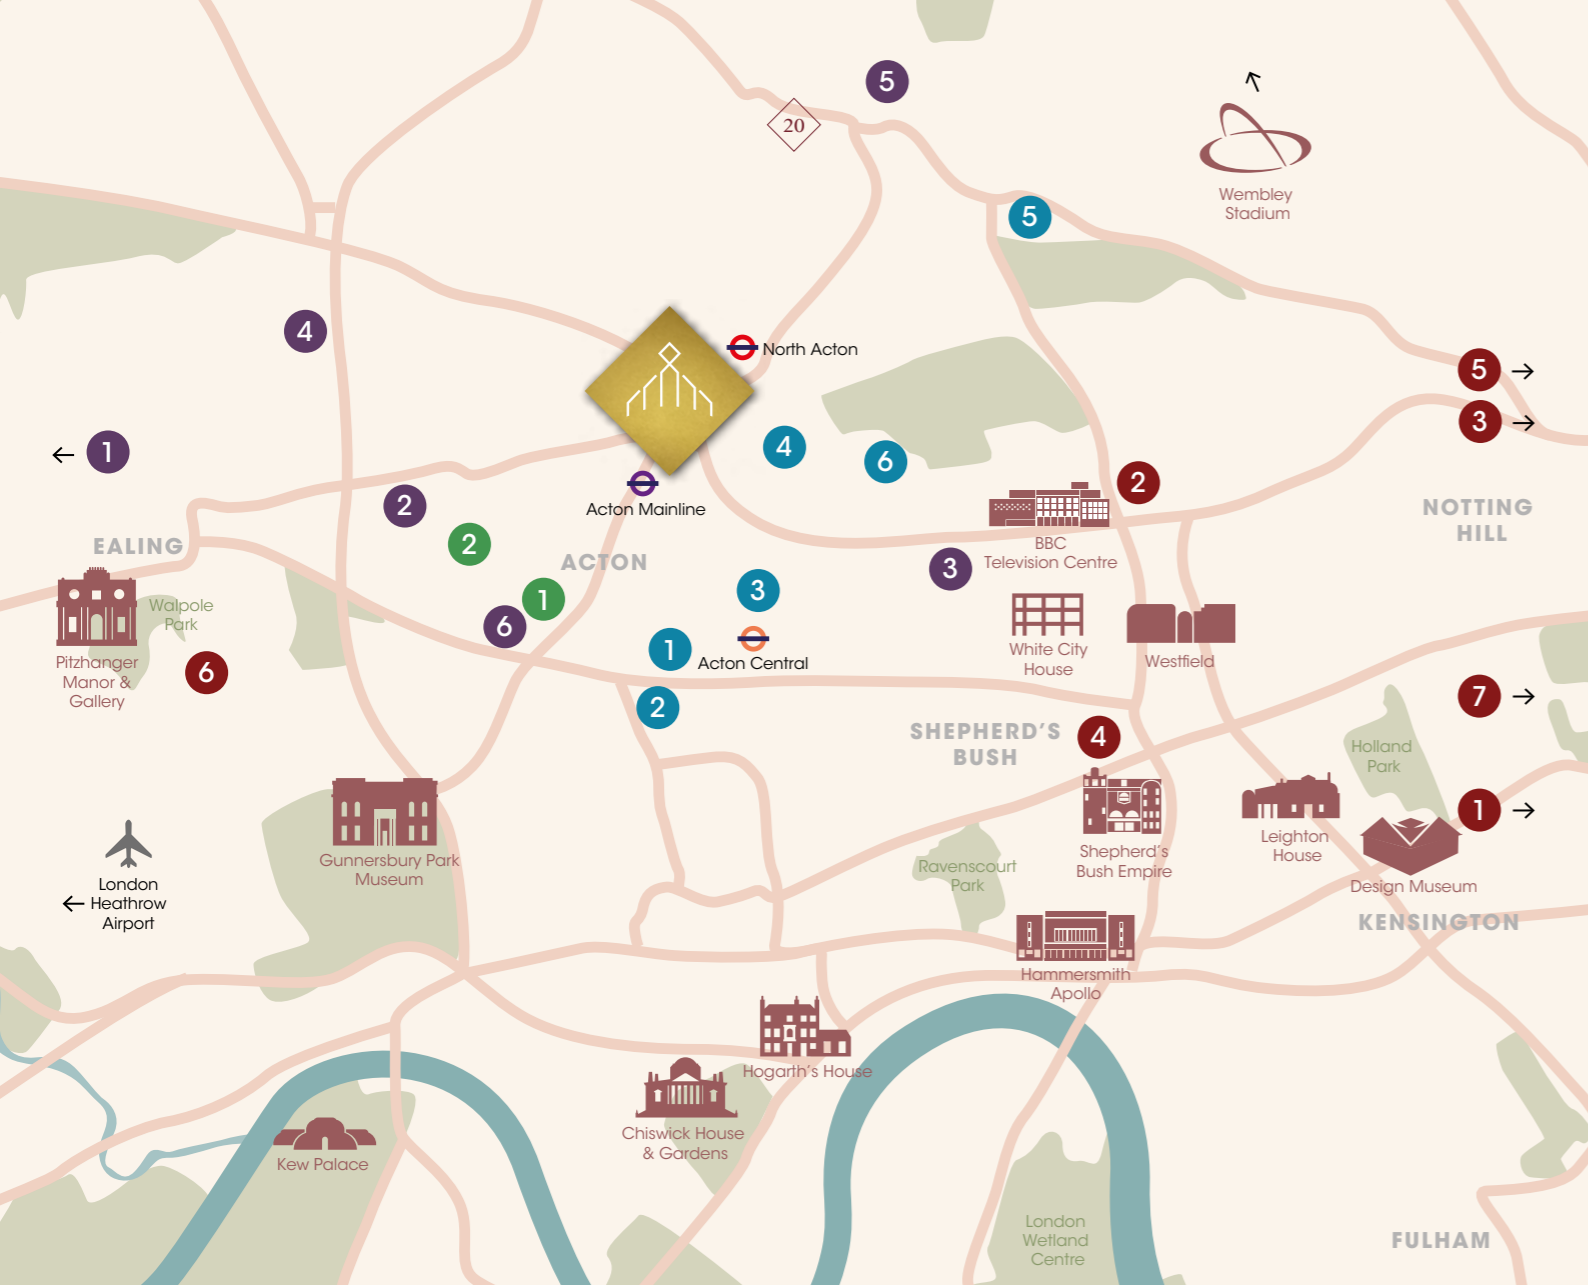 5
20
Wembley
Stadium
5
4
North Acton
5
3
1
4
6
2
2
Acton Mainline
NOTTING
HILL
EALING
2
ACTON
BBC
Television Centre
3
3
1
6
Walpole
Park
Pitzhanger
Manor &
Gallery
6
1
Acton Central
2
White City
House
Westfield
SHEPHERD'S
BUSH
4
7
Holland
Park
1
Gunnersbury Park
Museum
London
Heathrow
Airport
Ravenscourt
Park
Shepherd's
Bush Empire
Leighton
House
Design Museum
KENSINGTON
Hammersmith
Apollo
Hogarth's House
Chiswick House
& Gardens
Kew Palace
London
Wetland
Centre
FULHAM